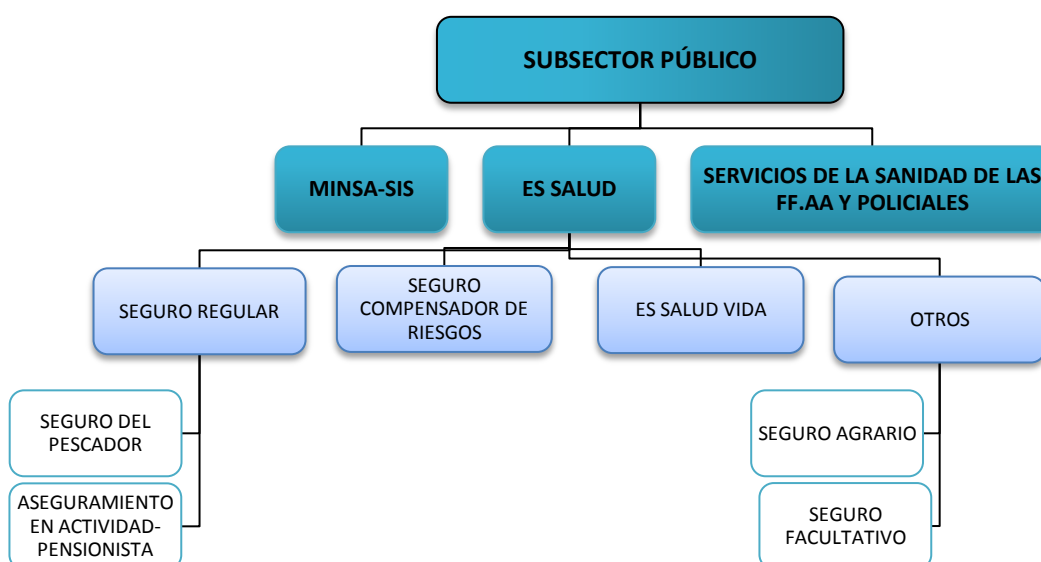 SUBSECTOR PÚBLICO
MINSA-SIS
ES SALUD
SERVICIOS DE LA SANIDAD DE LAS
FF.AA Y POLICIALES
SEGURO REGULAR
SEGURO
COMPENSADOR DE
RIESGOS
ES SALUD VIDA
OTROS
SEGURO DEL
PESCADOR
ASEGURAMIENTO
EN ACTIVIDAD-
PENSIONISTA
SEGURO AGRARIO
SEGURO
FACULTATIVO